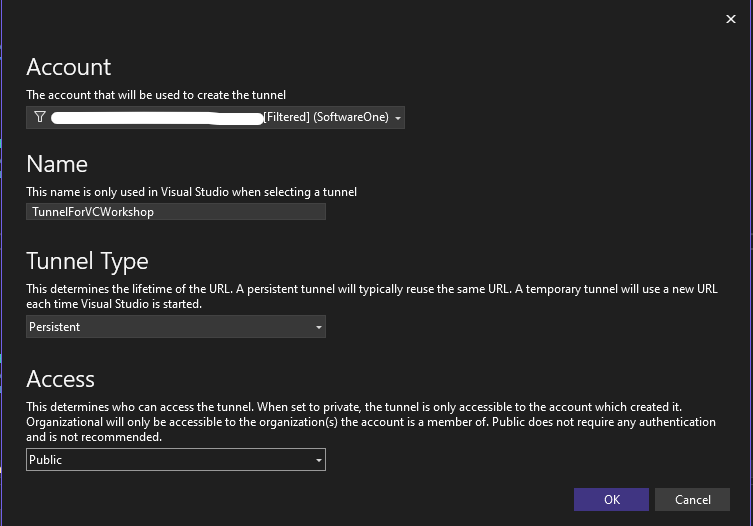 Account
The account that will be used to create the tunnel
[Filtered] (SoftwareOne)
Name
This name is only used in Visual Studio when selecting a tunnel
TunnelForVCWorkshop
Tunnel Type
This determines the lifetime of the URL. A persistent tunnel will typically reuse the same URL. A temporary tunnel will use a new URL
each time Visual Studio is started.
Persistent
Access
This determines who can access the tunnel. When set to private, the tunnel is only accessible to the account which created it.
Organizational will only be accessible to the organization(s) the account is a member of. Public does not require any authentication
and is not recommended.
Public
OK
Cancel